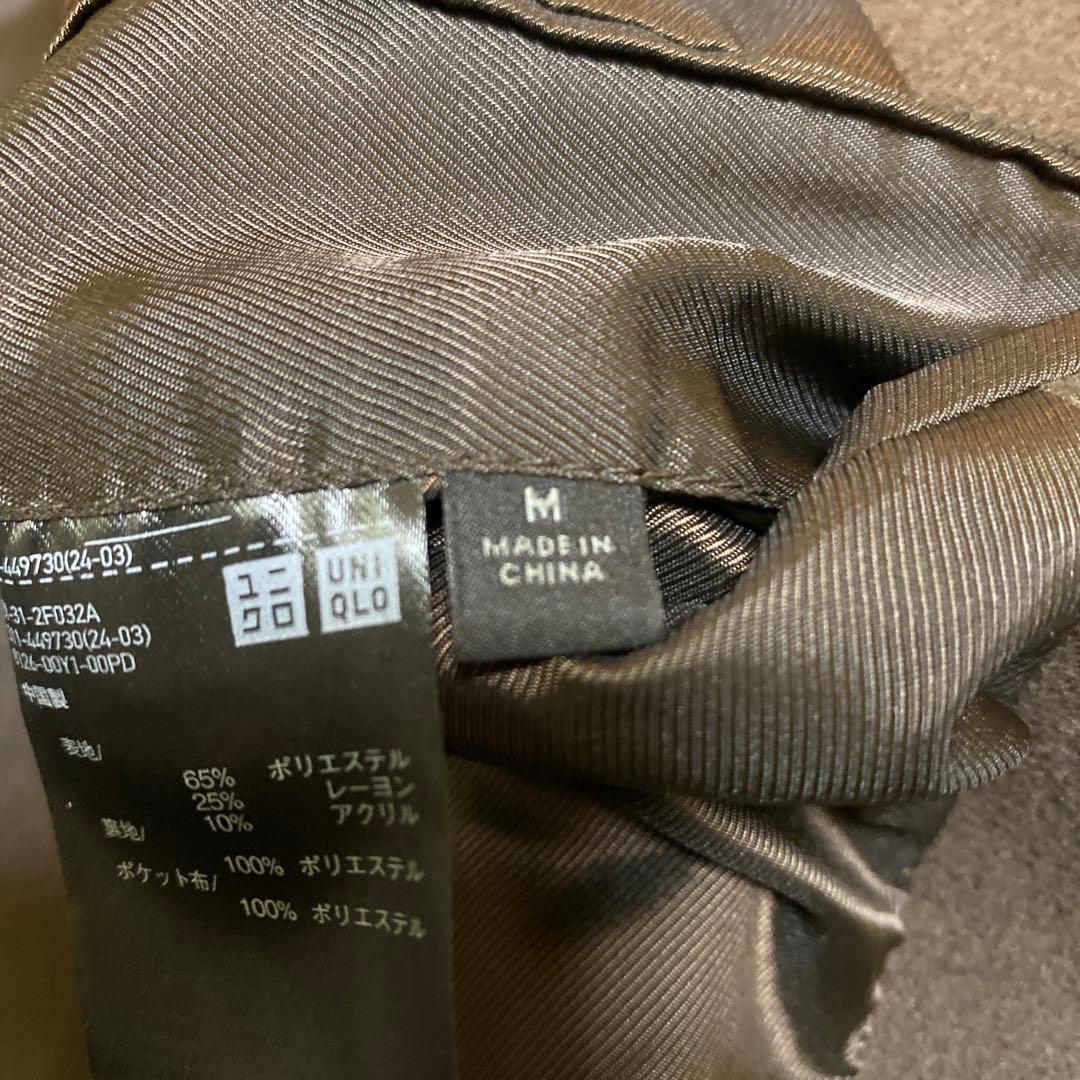 -449730(24-03)
-31-2F032A
1-449730(24-03)
26-00Y1-00PD
中国製
ユニ
クロ
UNI
QLO
表地/
65% ポリエステル
25% レーヨン
10% アクリル
裏地/
100% ポリエステル
ポケット布/
100% ポリエステル
M
MADE IN
CHINA